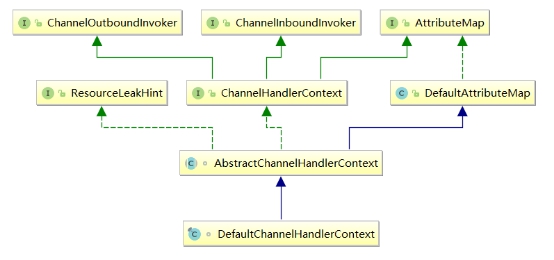 I ChannelOutboundInvoker
I ChannelInboundInvoker
I AttributeMap
I ResourceLeakHint
I ChannelHandlerContext
C DefaultAttributeMap
C AbstractChannelHandlerContext
C DefaultChannelHandlerContext